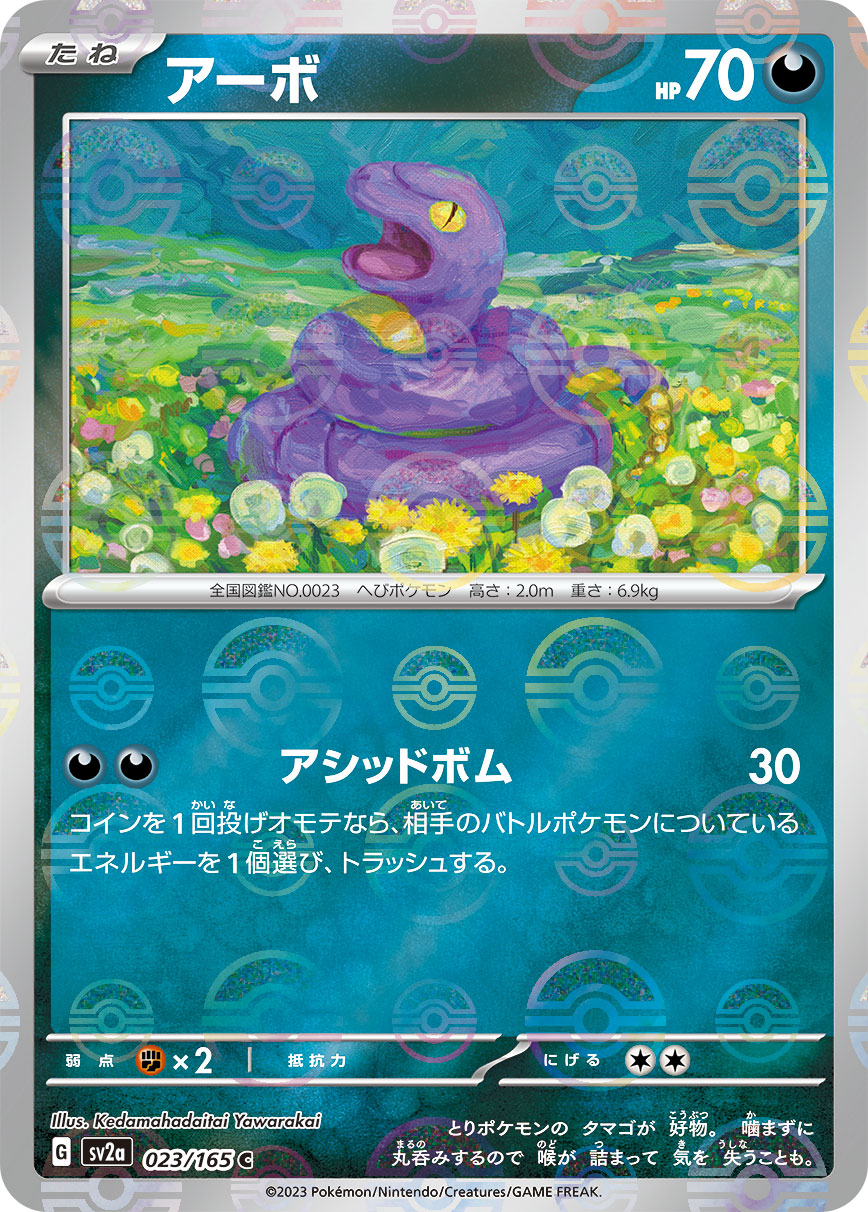 たね
アーボ
HP70
全国図鑑NO.0023 へびポケモン 高さ:2.0m 重さ:6.9kg
アシッドボム 30
コインを1回投げオモテなら、相手のバトルポケモンについている
エネルギーを1個選び、トラッシュする。
弱点 ×2 抵抗力 にげる
Illus. Kedamahadaitai Yawarakai
とりポケモンの タマゴが 好物。 噛まずに
丸呑みするので 喉が 詰まって 気を 失うことも。
G sv2a 023/165 C
©2023 Pokémon/Nintendo/Creatures/GAME FREAK.